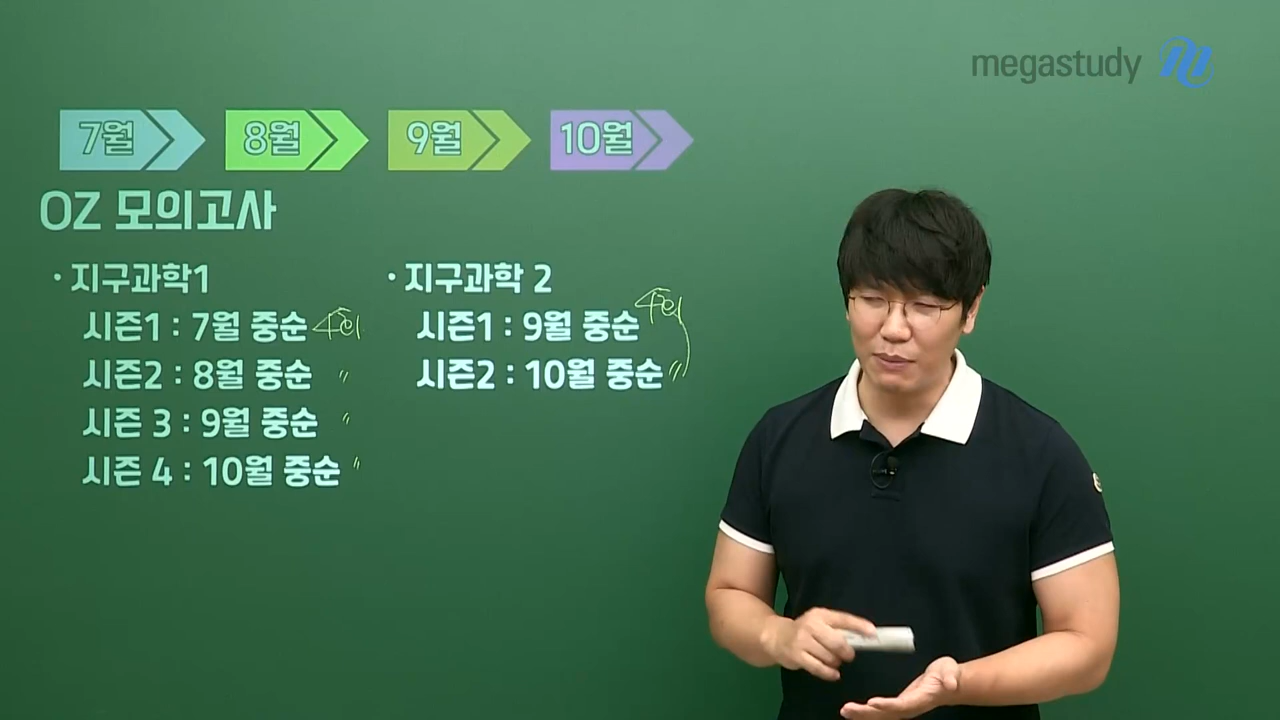 megastudy
7월 8월 9월 10월
OZ 모의고사
· 지구과학1
시즌1 : 7월 중순 4회
시즌2 : 8월 중순 〃
시즌 3 : 9월 중순 〃
시즌 4 : 10월 중순 〃
· 지구과학 2
시즌1 : 9월 중순 4회
시즌2 : 10월 중순 〃